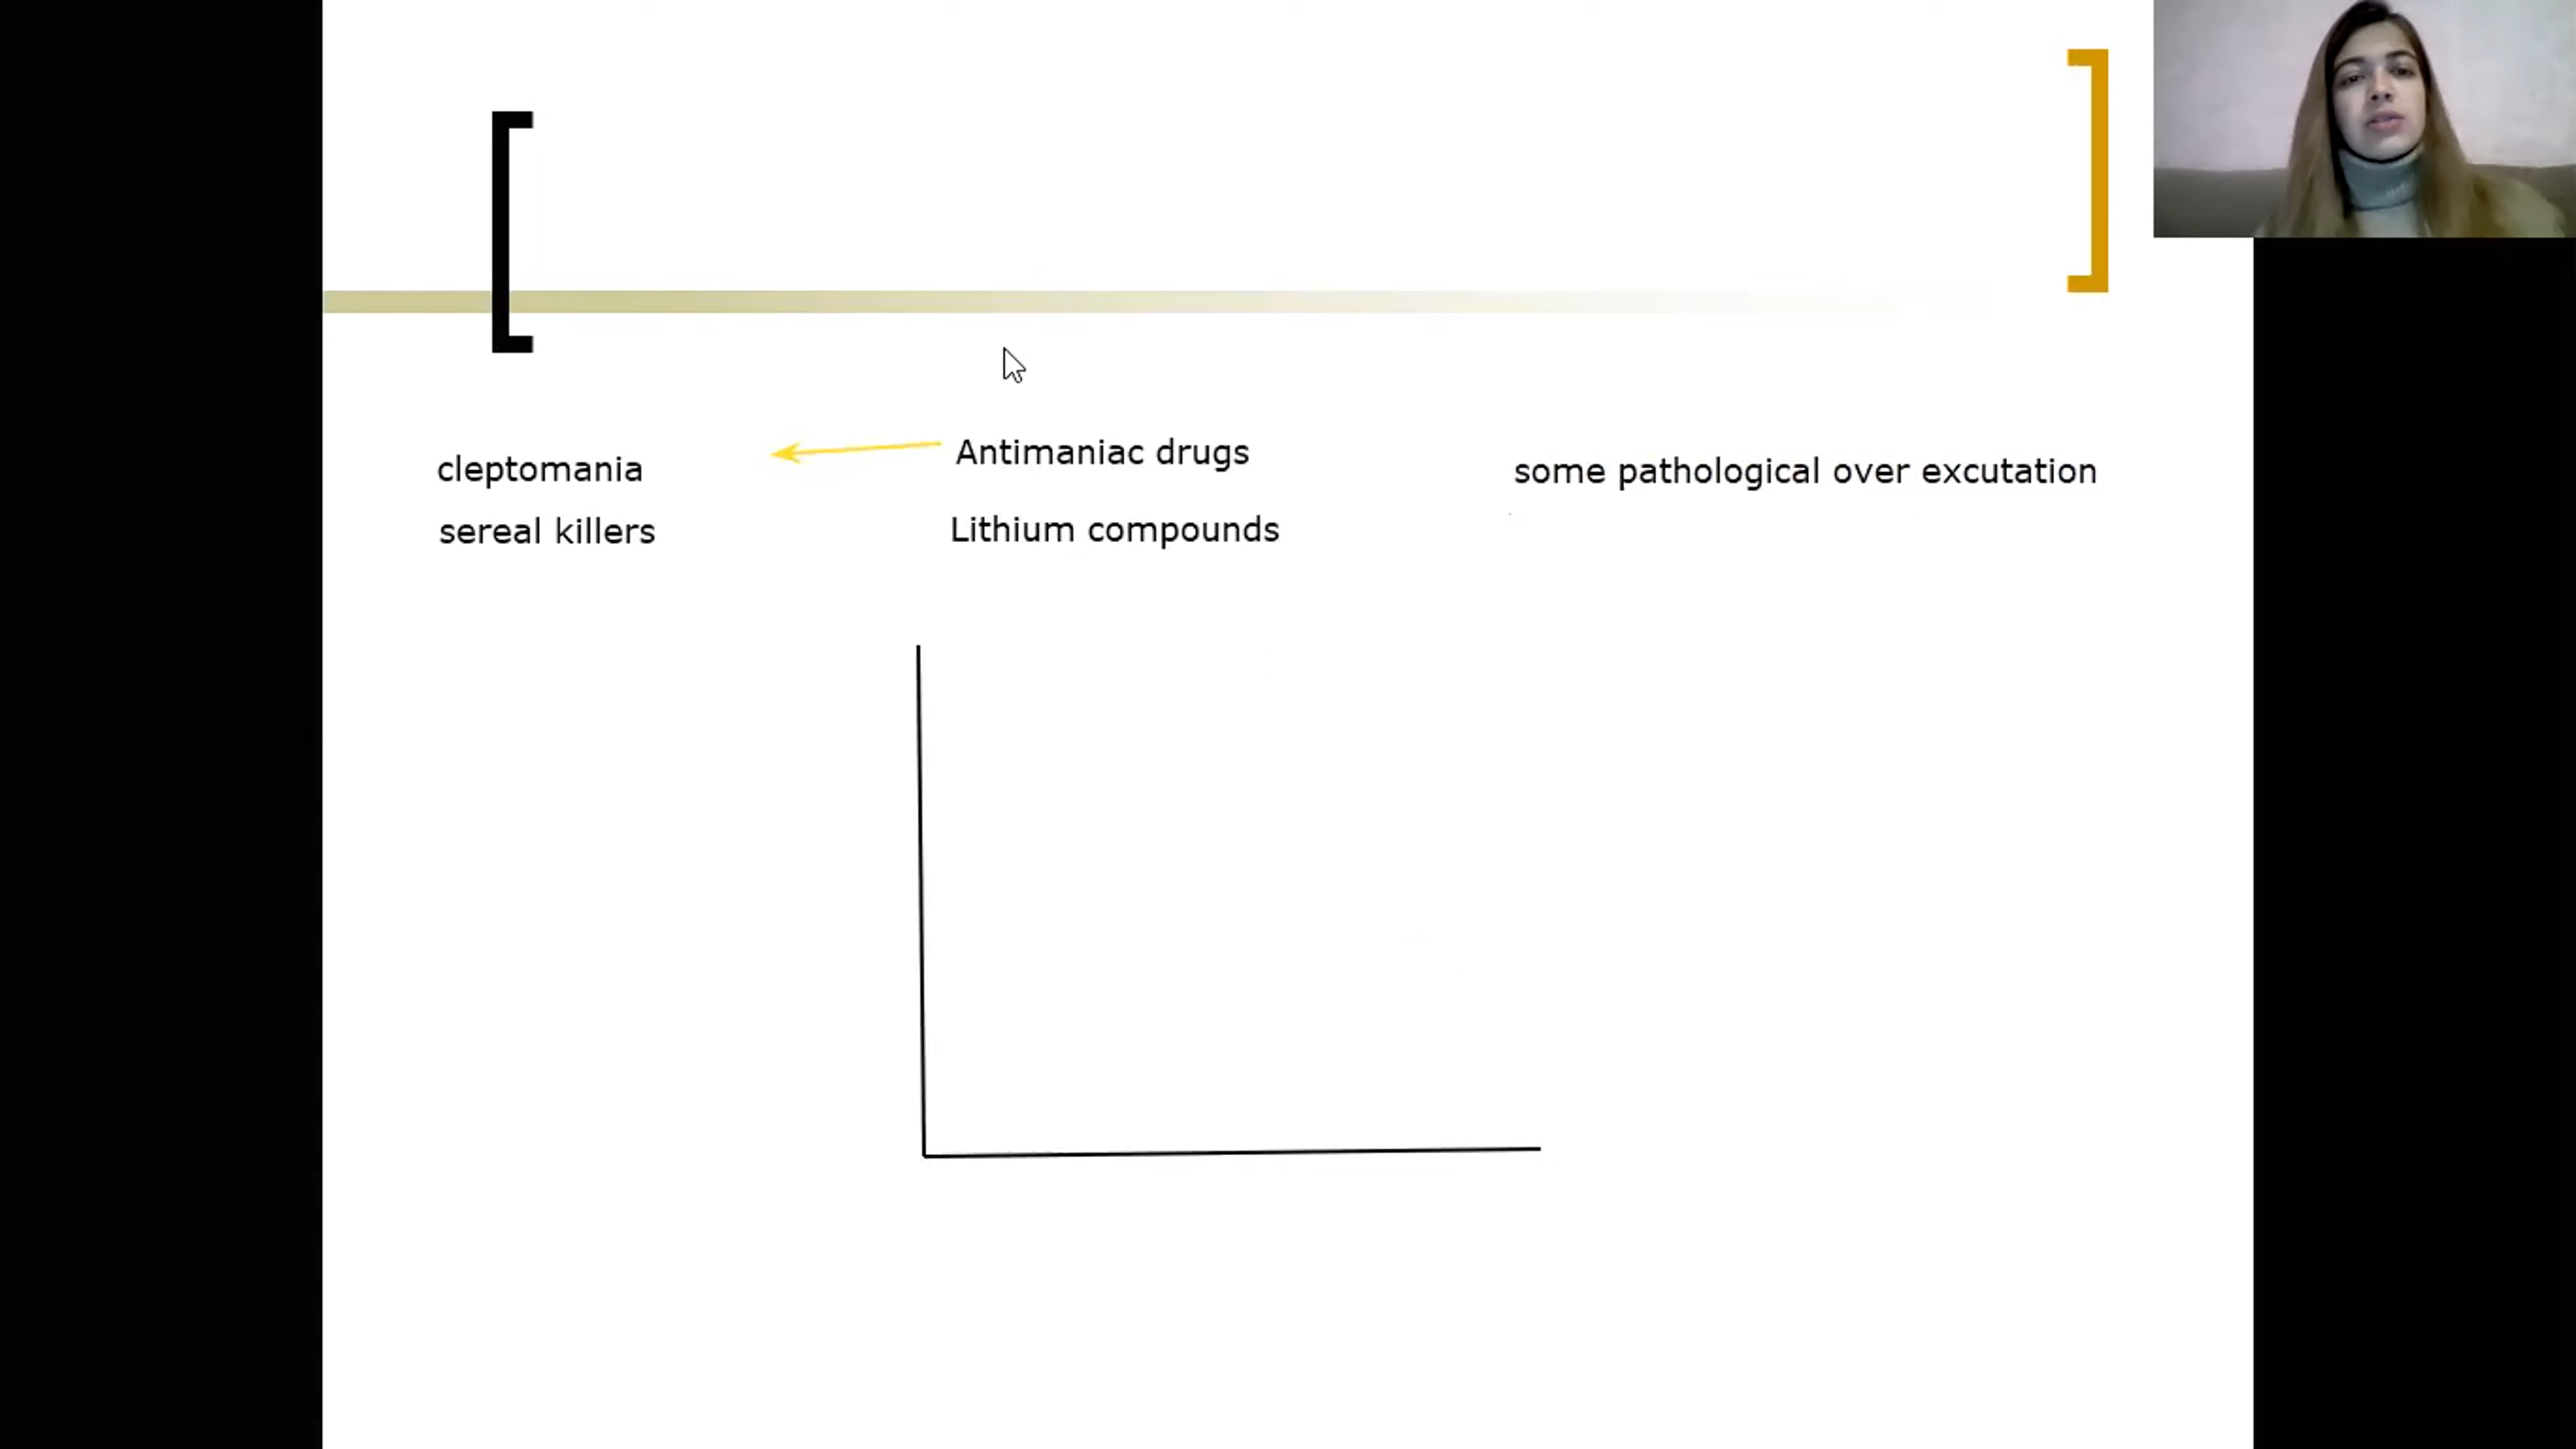 Antimaniac drugs
cleptomania
some pathological over excutation
Lithium compounds
sereal killers